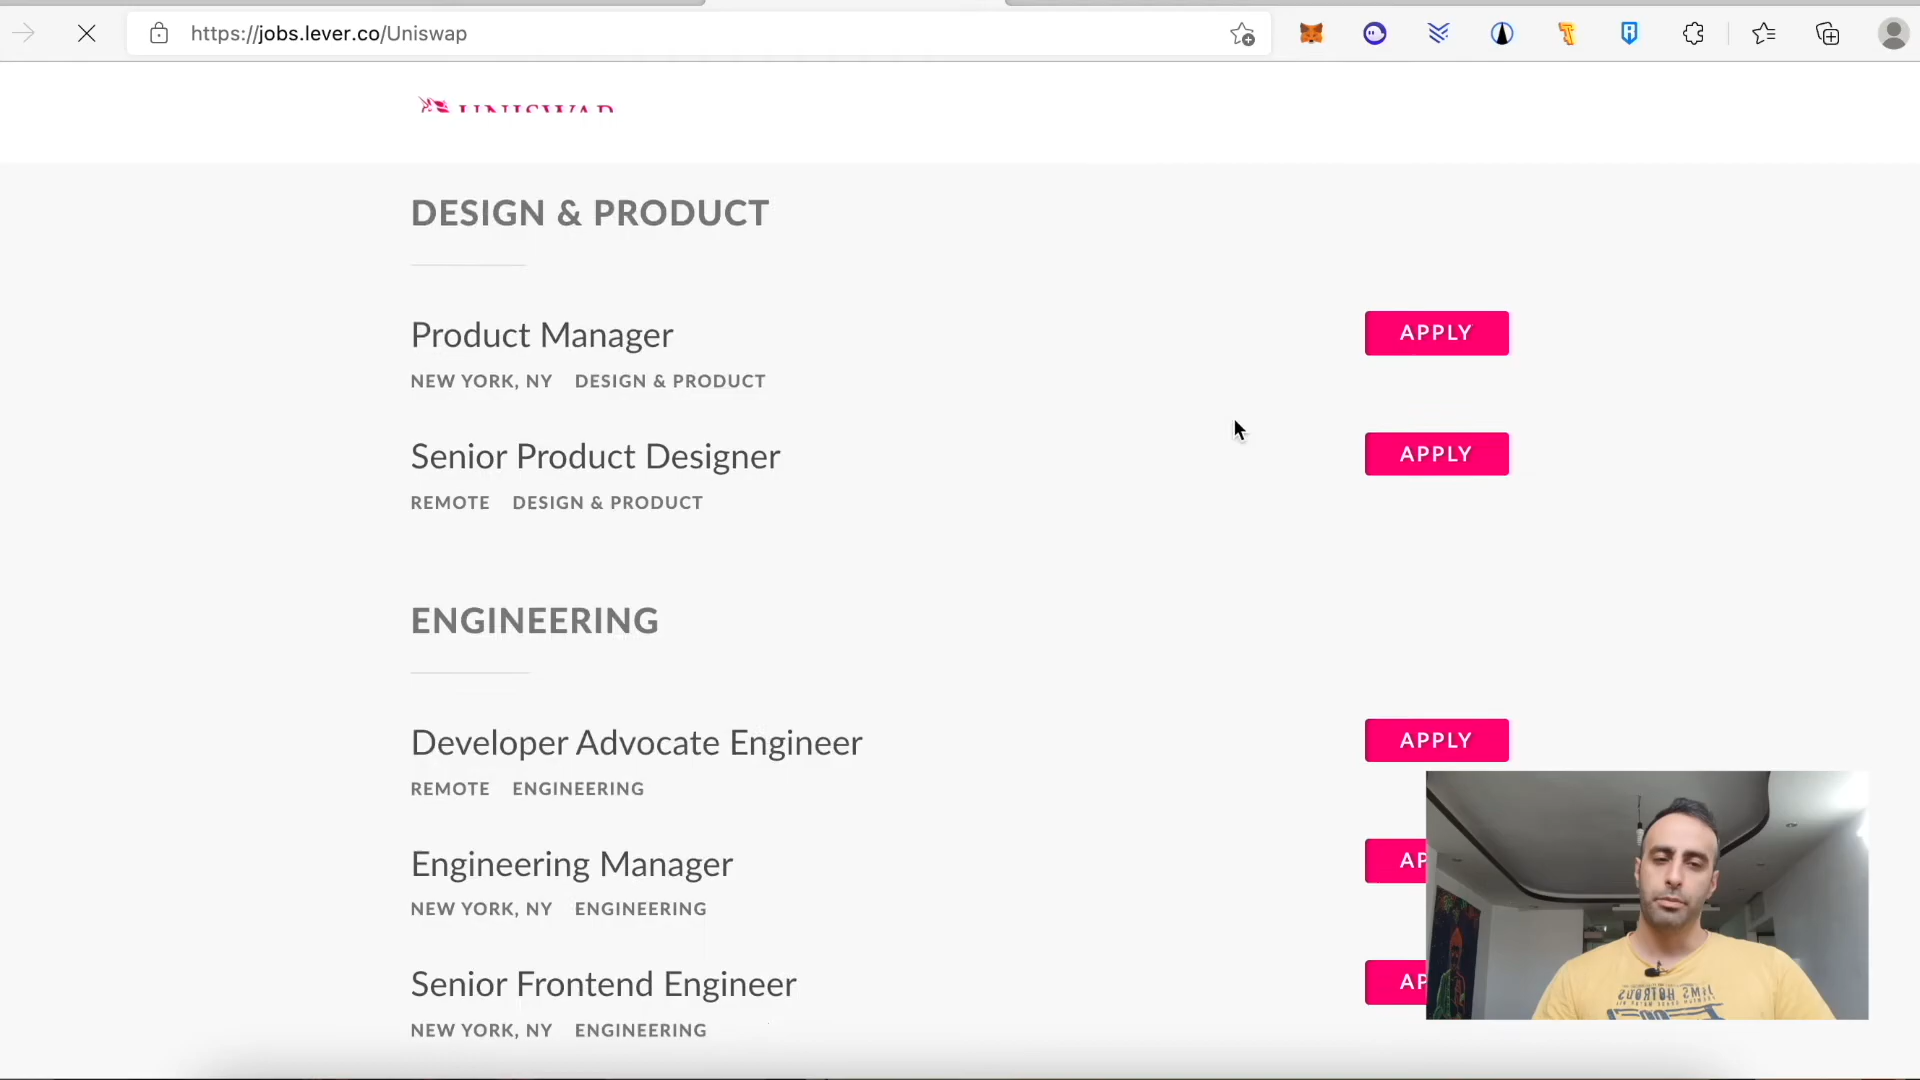 https://jobs.lever.co/Uniswap
UNISWAP
DESIGN & PRODUCT
Product Manager
APPLY
NEW YORK, NY DESIGN & PRODUCT
Senior Product Designer
APPLY
REMOTE DESIGN & PRODUCT
ENGINEERING
Developer Advocate Engineer
APPLY
REMOTE ENGINEERING
Engineering Manager
AP
NEW YORK, NY ENGINEERING
Senior Frontend Engineer
AP
NEW YORK, NY ENGINEERING